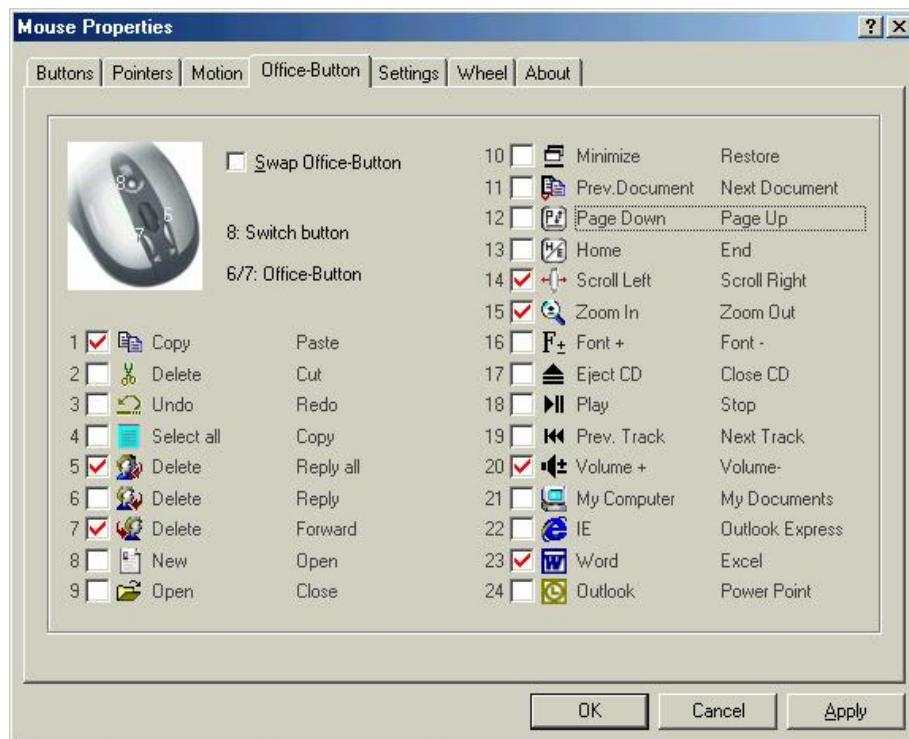 Mouse Properties
Buttons Pointers Motion Office-Button Settings Wheel About
8
6
7
Swap Office-Button
8: Switch button
6/7: Office-Button
1 Copy Paste
2 Delete Cut
3 Undo Redo
4 Select all Copy
5 Delete Reply all
6 Delete Reply
7 Delete Forward
8 New Open
9 Open Close
10 Minimize Restore
11 Prev.Document Next Document
12 Page Down Page Up
13 H/E Home End
14 Scroll Left Scroll Right
15 Zoom In Zoom Out
16 F± Font + Font -
17 Eject CD Close CD
18 Play Stop
19 Prev. Track Next Track
20 Volume + Volume-
21 My Computer My Documents
22 IE Outlook Express
23 W Word Excel
24 Outlook Power Point
OK Cancel Apply